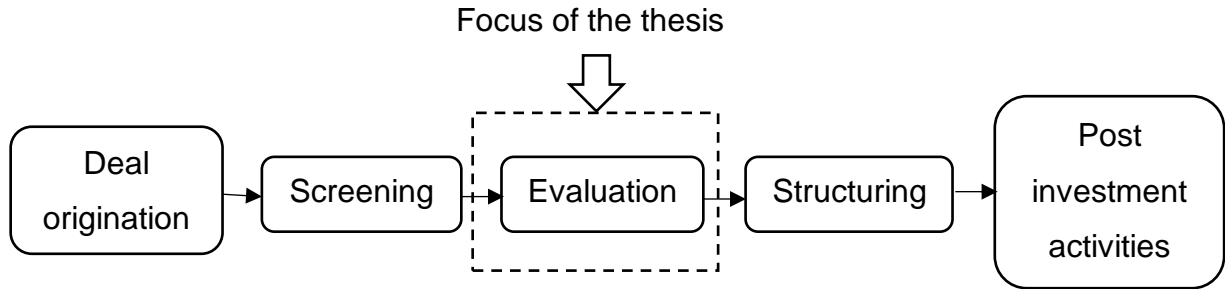 Focus of the thesis
Deal
origination
Screening
Evaluation
Structuring
Post
investment
activities